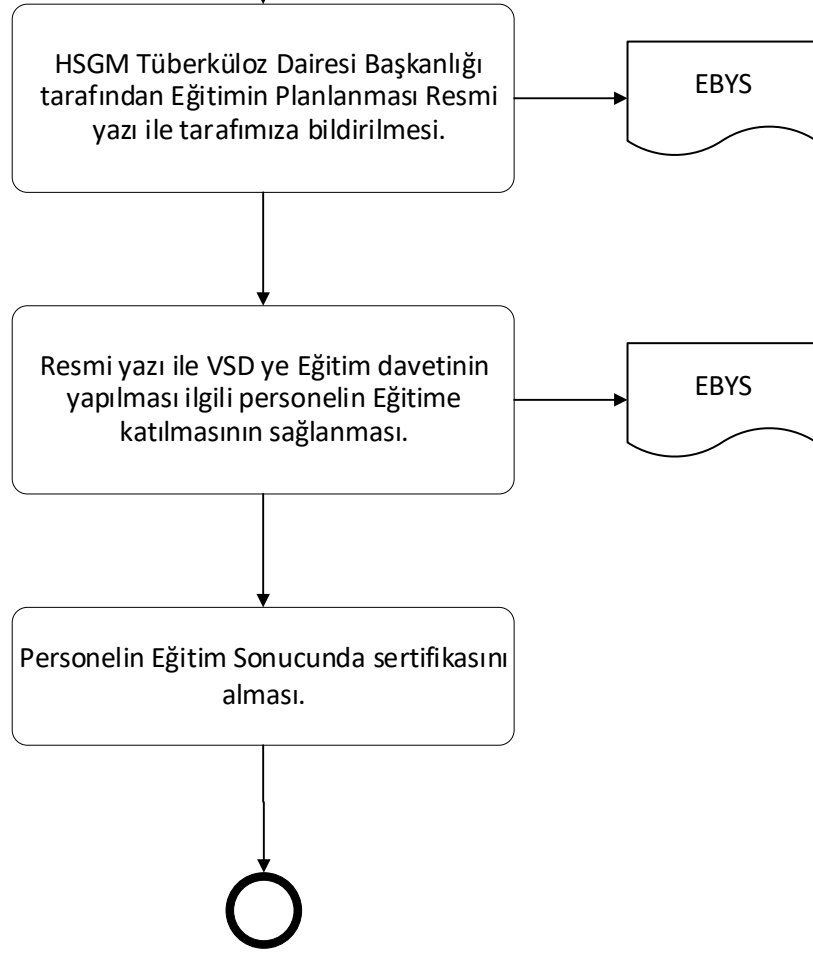 HSGM Tüberküloz Dairesi Başkanlığı
tarafından Eğitimin Planlanması Resmi
yazı ile tarafımıza bildirilmesi.
EBYS
Resmi yazı ile VSD ye Eğitim davetinin
yapılması ilgili personelin Eğitime
katılmasının sağlanması.
EBYS
Personelin Eğitim Sonucunda sertifikasını
alması.